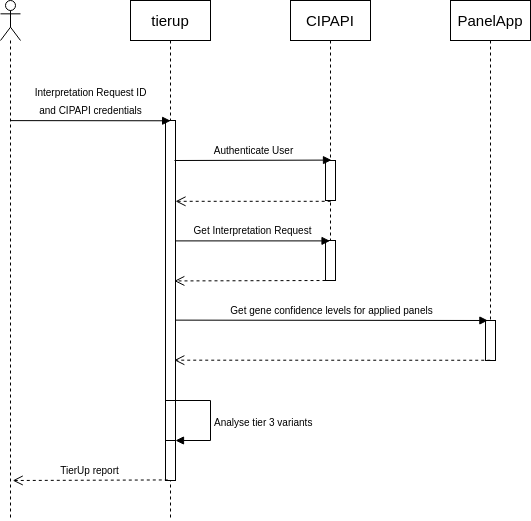 tierup
CIPAPI
PanelApp
Interpretation Request ID
and CIPAPI credentials
Authenticate User
Get Interpretation Request
Get gene confidence levels for applied panels
Analyse tier 3 variants
TierUp report